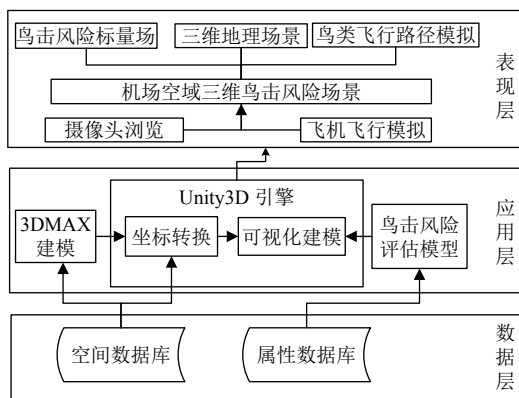 鸟击风险标量场
三维地理场景
鸟类飞行路径模拟
机场空域三维鸟击风险场景
摄像头浏览
飞机飞行模拟
表现层
Unity3D 引擎
3DMAX
建模
坐标转换
可视化建模
鸟击风险
评估模型
应用层
空间数据库
属性数据库
数据层